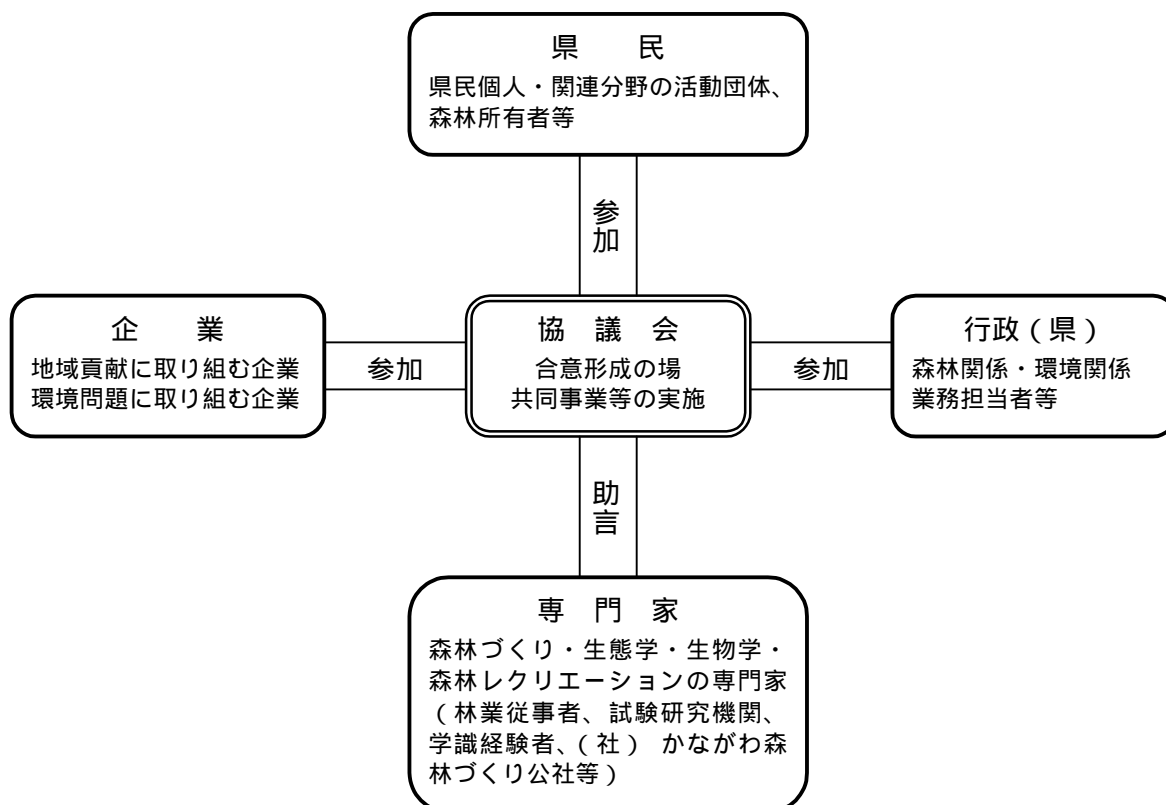 県　　民
県民個人・関連分野の活動団体、
森林所有者等
参加
企　　業
地域貢献に取り組む企業
環境問題に取り組む企業
参加
協　議　会
合意形成の場
共同事業等の実施
参加
行政（県）
森林関係・環境関係
業務担当者等
助言
専　門　家
森林づくり・生態学・生物学・
森林レクリエーションの専門家
（林業従事者、試験研究機関、
学識経験者、（社）　かながわ森
林づくり公社等）